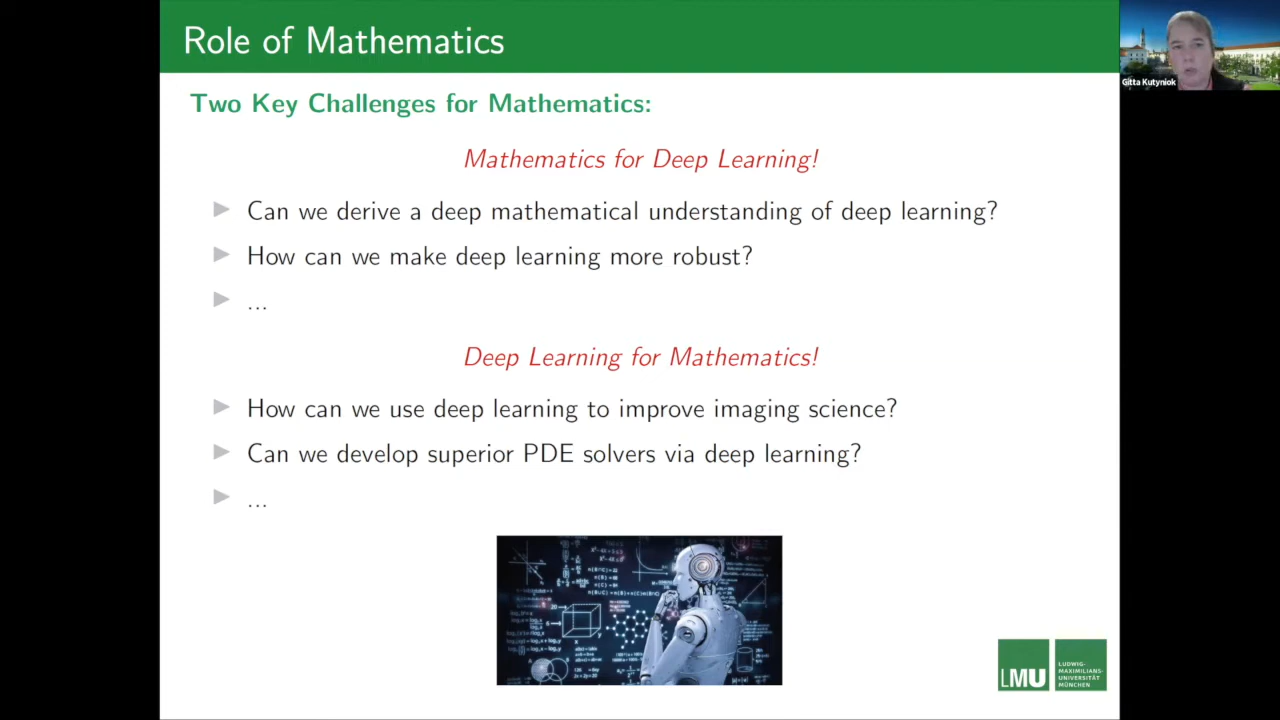 Role of Mathematics
Gitta Kutyniok
Two Key Challenges for Mathematics:
Mathematics for Deep Learning!
Can we derive a deep mathematical understanding of deep learning?
How can we make deep learning more robust?
...
Deep Learning for Mathematics!
How can we use deep learning to improve imaging science?
Can we develop superior PDE solvers via deep learning?
...
LMU
LUDWIG-
MAXIMILIANS-
UNIVERSITÄT
MÜNCHEN